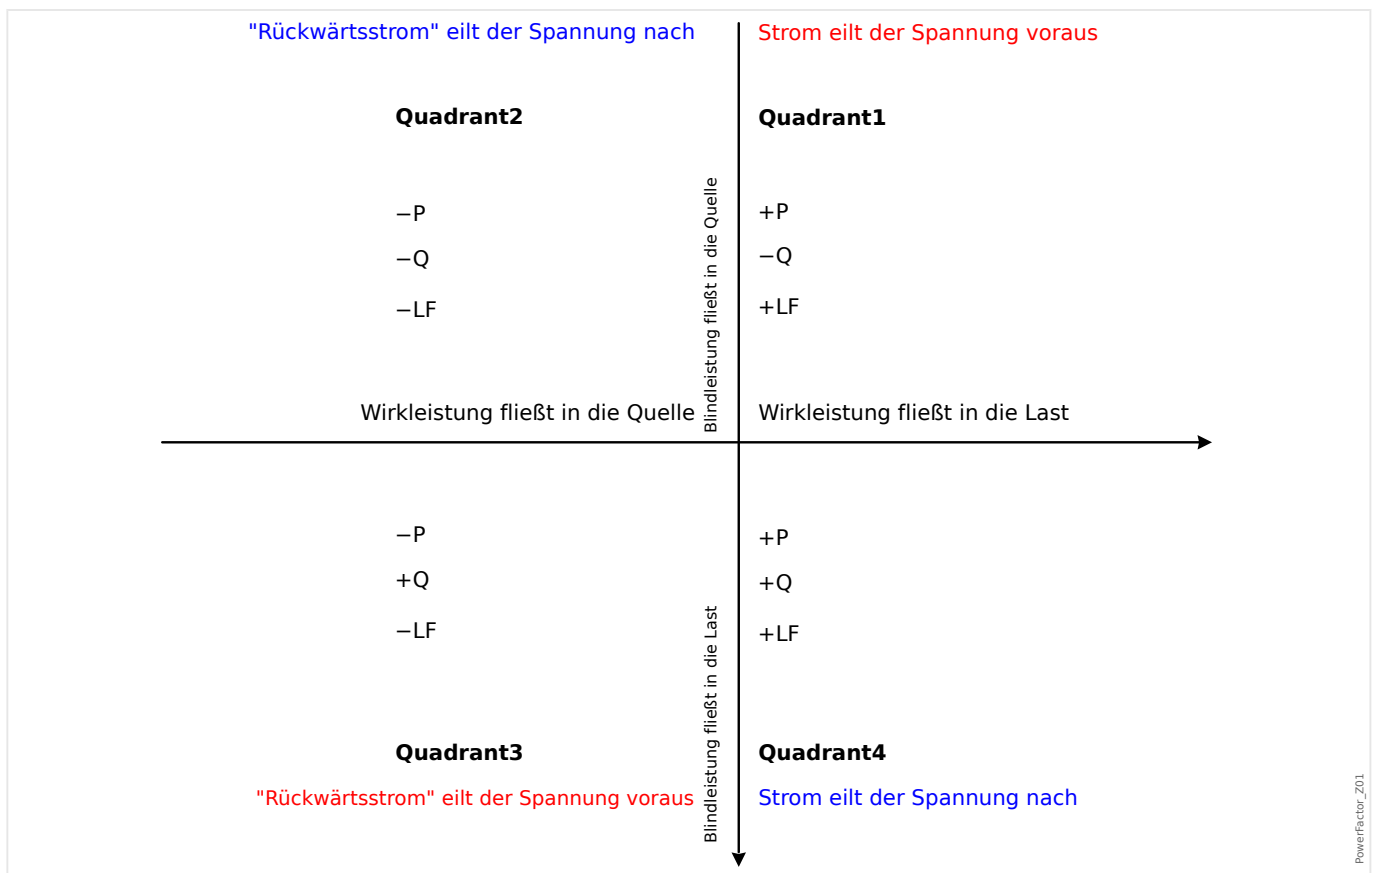 "Rückwärtsstrom" eilt der Spannung nach
Strom eilt der Spannung voraus
Quadrant2
Quadrant1
−P
+P
−Q
−Q
−LF
+LF
Blindleistung fließt in die Quelle
Wirkleistung fließt in die Quelle
Wirkleistung fließt in die Last
−P
+P
+Q
+Q
−LF
+LF
Blindleistung fließt in die Last
Quadrant3
Quadrant4
"Rückwärtsstrom" eilt der Spannung voraus
Strom eilt der Spannung nach
PowerFactor_Z01